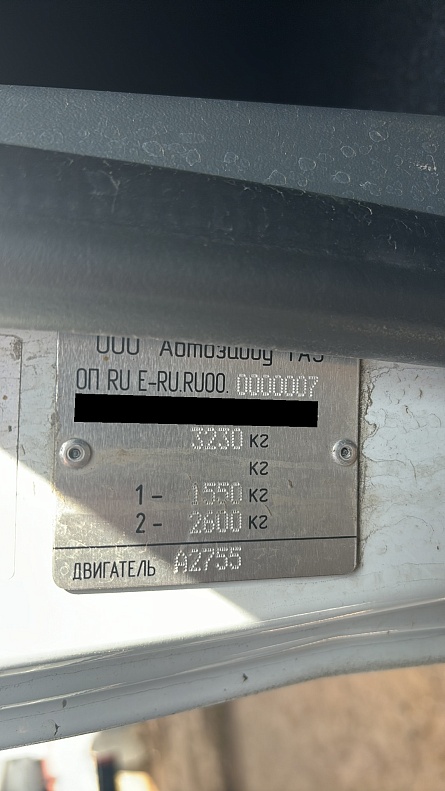 ООО Автозавод ГАЗ
ОП RU E-RU.RU00. 0000007
3230 кг
кг
1 - 1550 кг
2 - 2600 кг
ДВИГАТЕЛЬ A2755